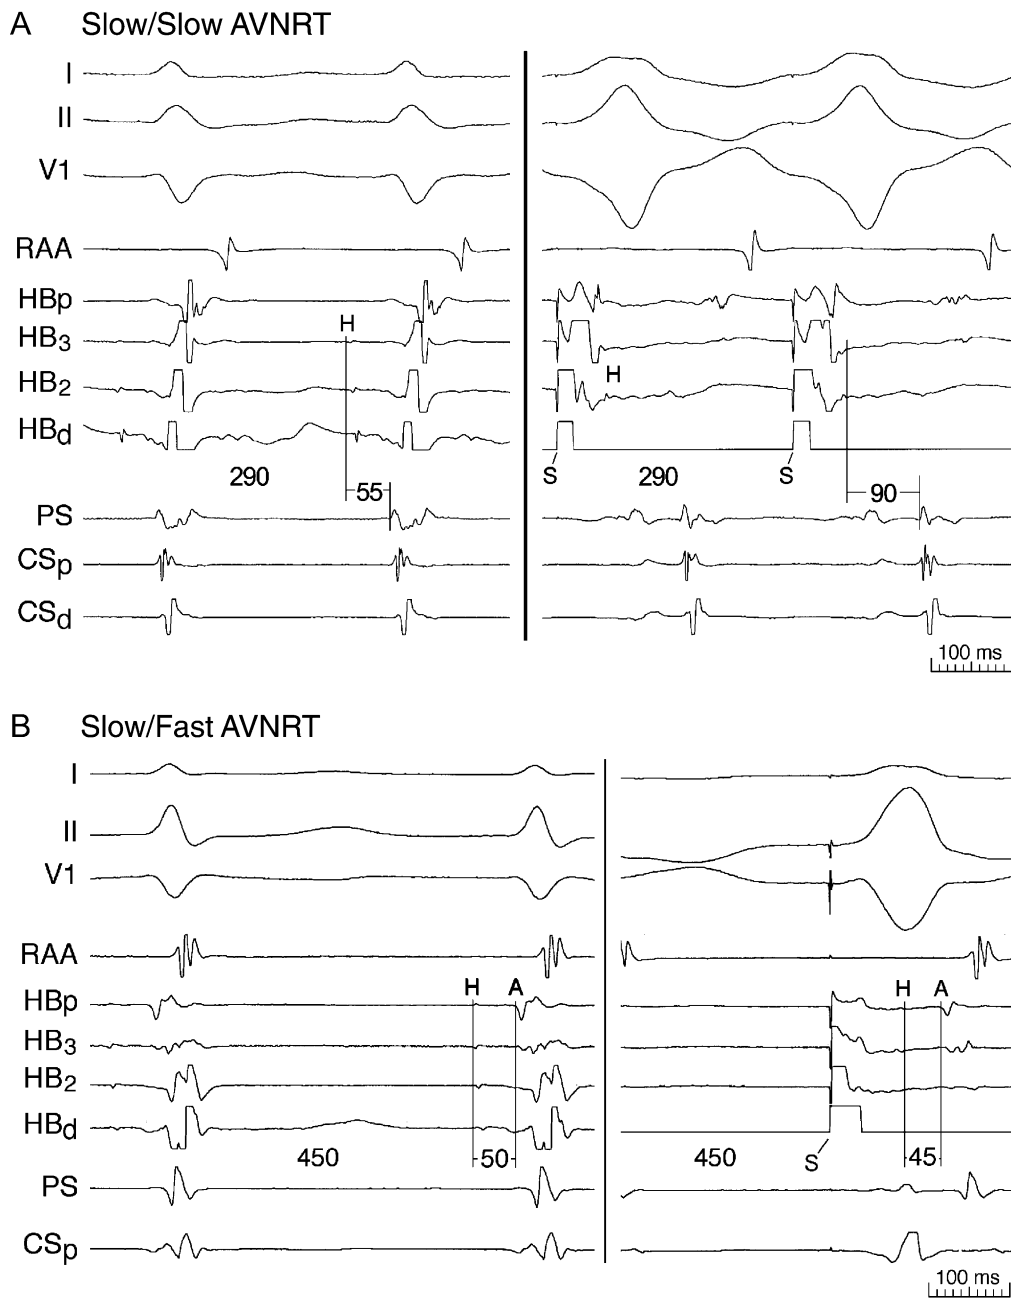 A Slow/Slow AVNRT
I
II
V1
RAA
HBp
H
HB3
HB2
H
HBd
290
S
290
S
55
90
PS
CSp
CSd
100 ms
B Slow/Fast AVNRT
I
II
V1
RAA
H A
H A
HBp
HB3
HB2
HBd
450
50
450
S
45
PS
CSp
100 ms